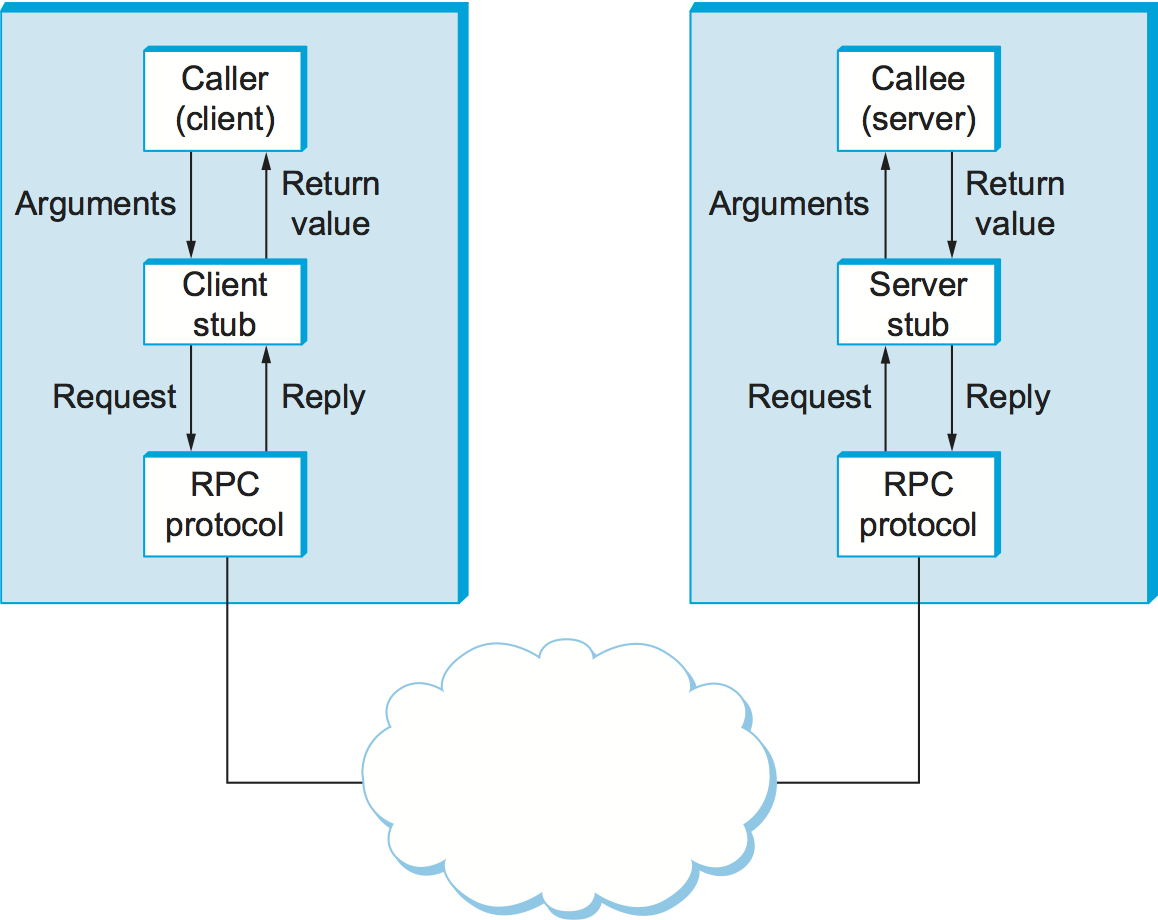 Caller
(client)
Arguments
Return
value
Client
stub
Request
Reply
RPC
protocol
Callee
(server)
Arguments
Return
value
Server
stub
Request
Reply
RPC
protocol